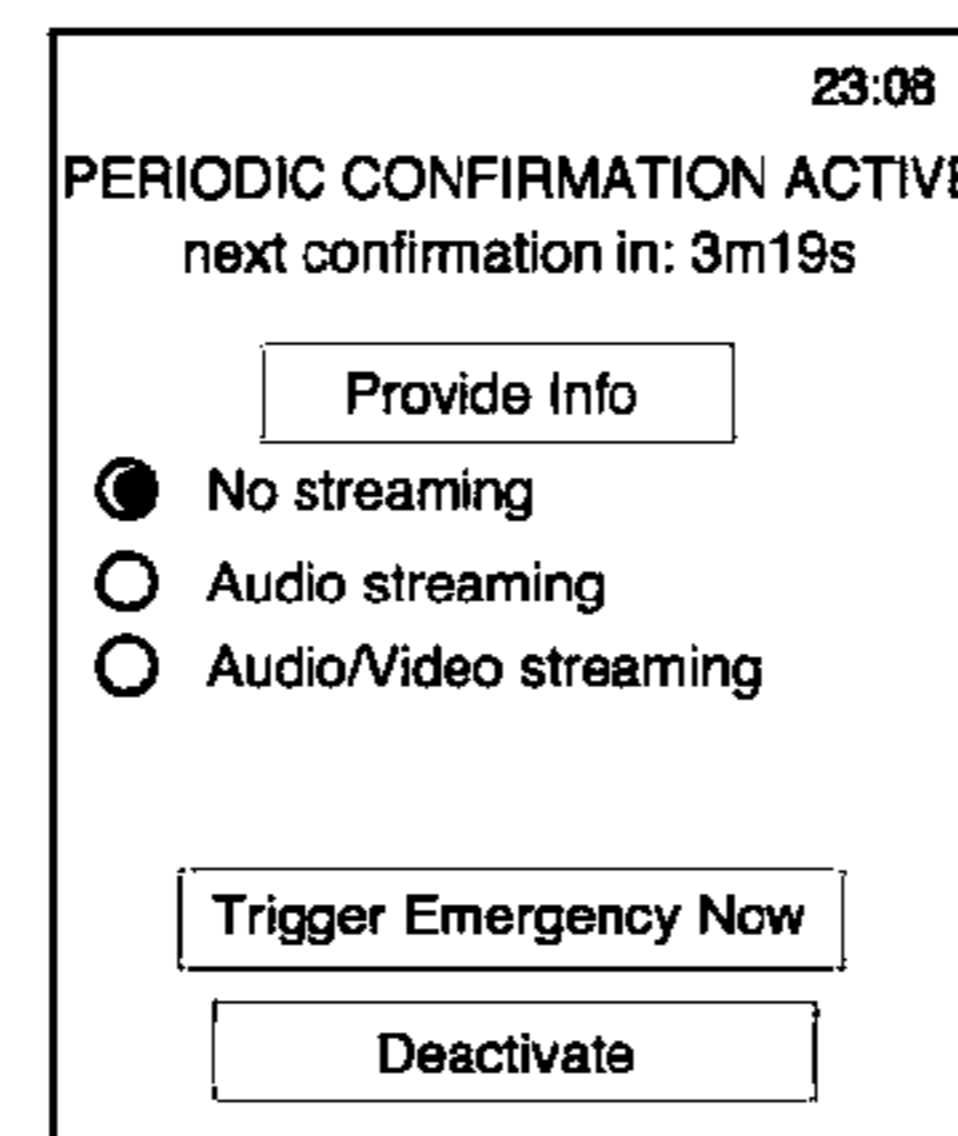 23:08
PERIODIC CONFIRMATION ACTIVE
next confirmation in: 3m19s
Provide Info
No streaming
Audio streaming
Audio/Video streaming
Trigger Emergency Now
Deactivate